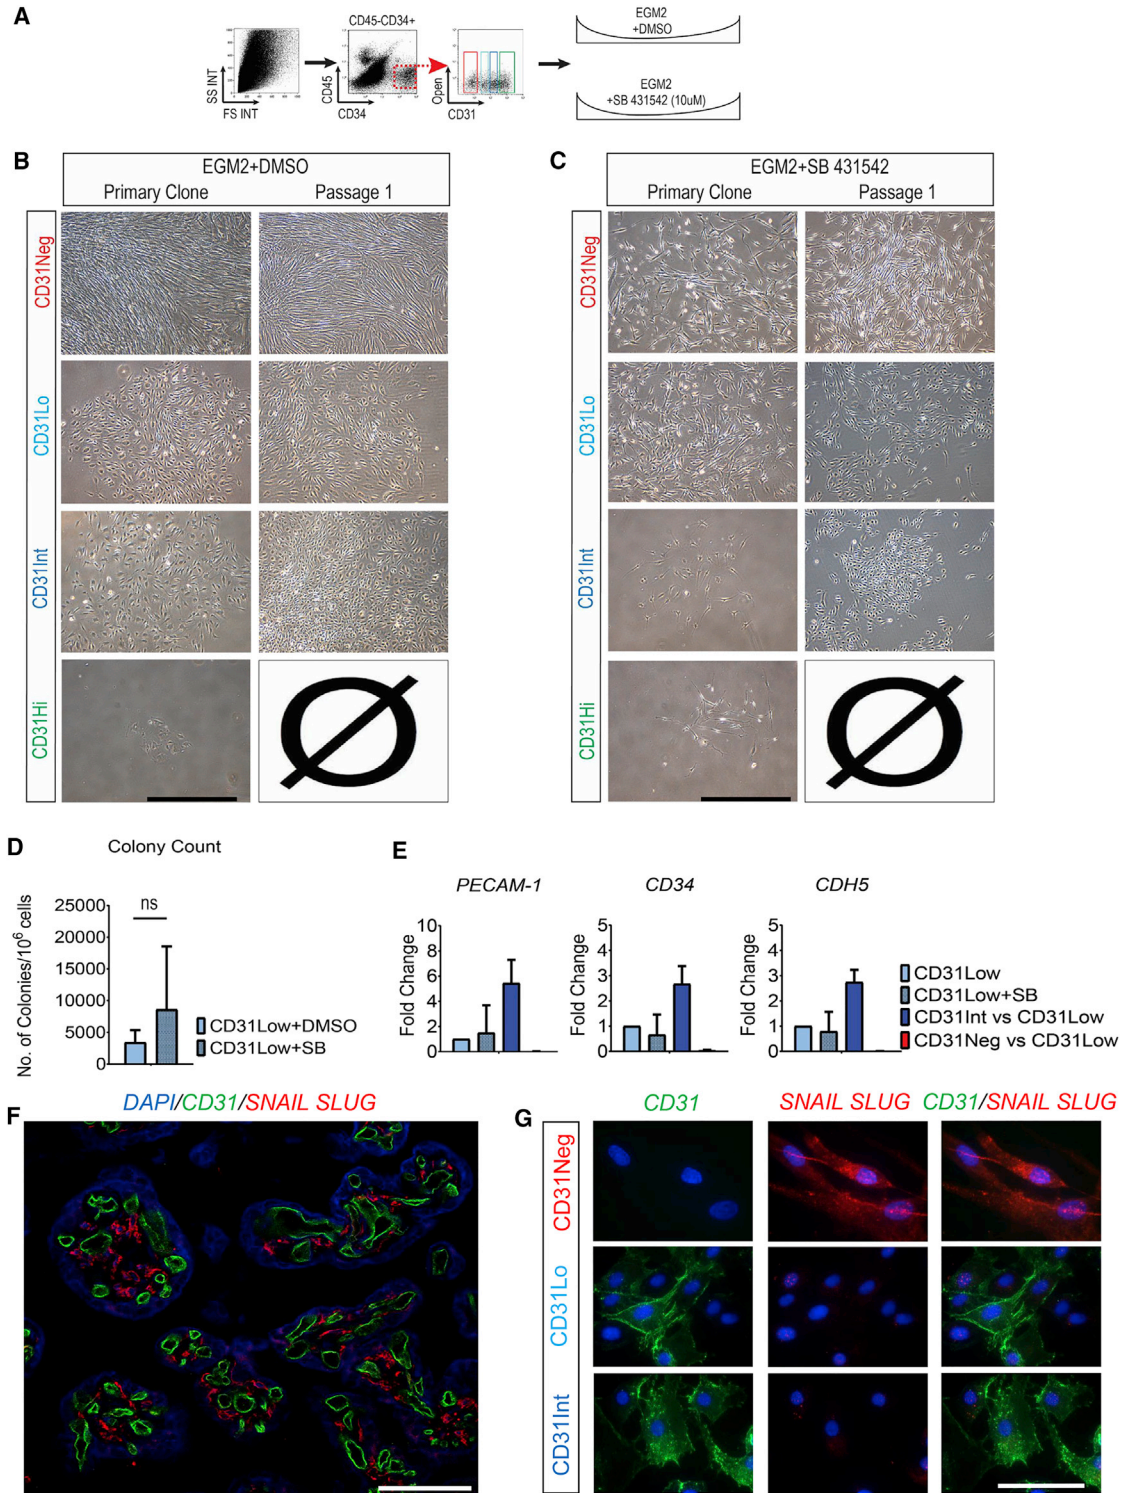 A
CD45-CD34+
SS INT
FS INT
CD45
CD34
Open
CD31
EGM2
+DMSO
EGM2
+SB 431542 (10uM)
B
EGM2+DMSO
Primary Clone
Passage 1
CD31Neg
CD31Lo
CD31Int
CD31Hi
C
EGM2+SB 431542
Primary Clone
Passage 1
CD31Neg
CD31Lo
CD31Int
CD31Hi
D
Colony Count
No. of Colonies/10⁶ cells
25000
20000
15000
10000
5000
0
ns
CD31Low+DMSO
CD31Low+SB
E
PECAM-1
Fold Change
10
8
6
4
2
0
CD34
Fold Change
5
4
3
2
1
0
CDH5
Fold Change
5
4
3
2
1
0
CD31Low
CD31Low+SB
CD31Int vs CD31Low
CD31Neg vs CD31Low
F
DAPI/CD31/SNAIL SLUG
G
CD31
SNAIL SLUG
CD31/SNAIL SLUG
CD31Neg
CD31Lo
CD31Int